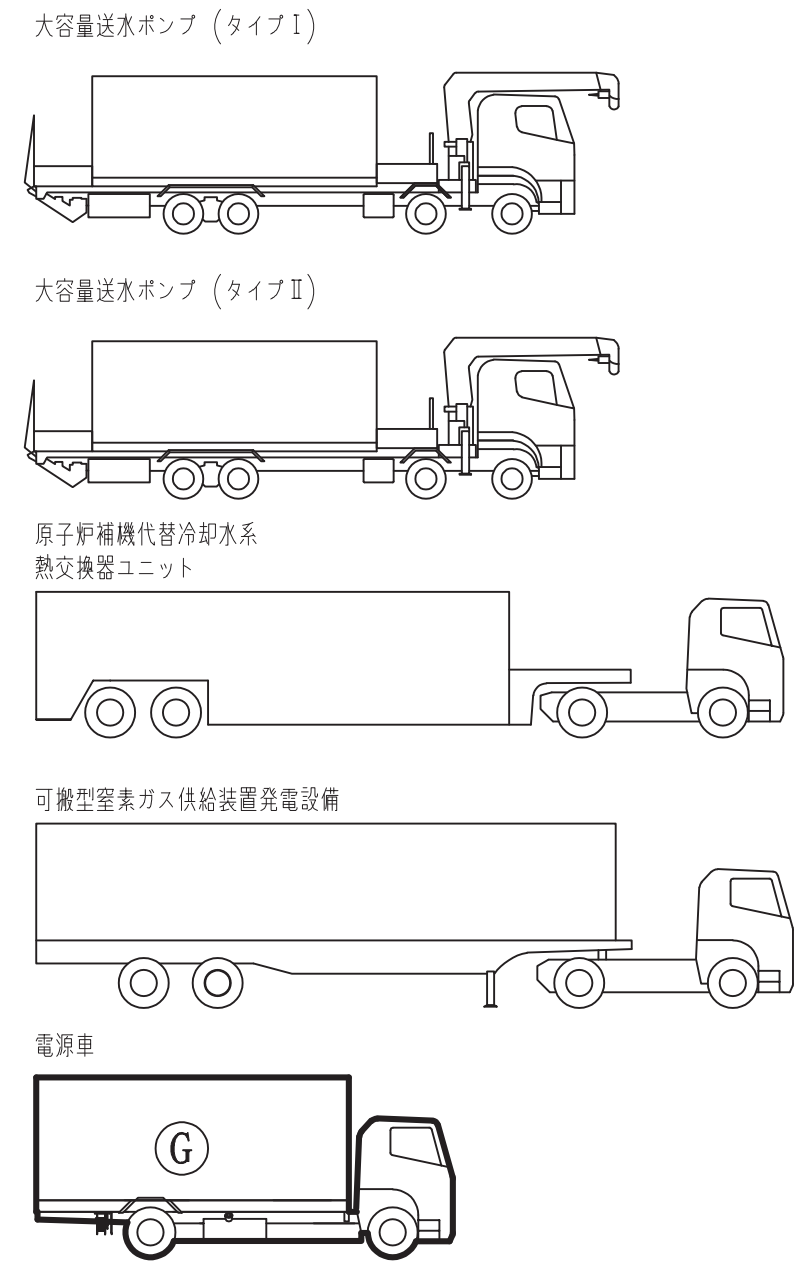 大容量送水ポンプ（タイプⅠ）
大容量送水ポンプ（タイプⅡ）
原子炉補機代替冷却水系
熱交換器ユニット
可搬型窒素ガス供給装置発電設備
電源車
G